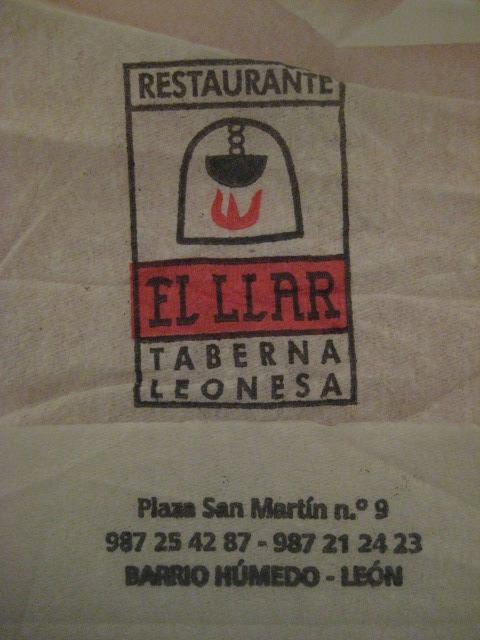 RESTAURANTE
EL LLAR
TABERNA
LEONESA
Plaza San Martín n.º 9
987 25 42 87 - 987 21 24 23
BARRIO HÚMEDO - LEÓN